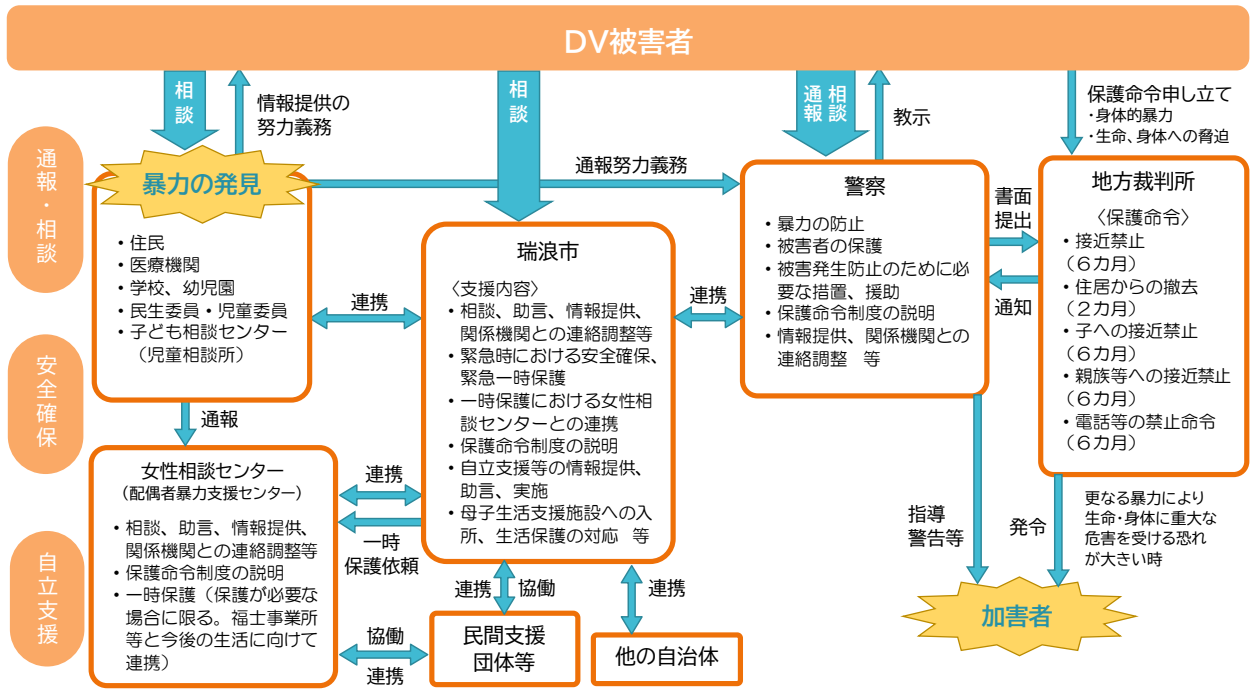 DV被害者
相談
情報提供の
努力義務
相談
通報
相談
教示
保護命令申し立て
・身体的暴力
・生命、身体への脅迫
通報・相談
安全確保
自立支援
暴力の発見
・住民
・医療機関
・学校、幼児園
・民生委員・児童委員
・子ども相談センター
（児童相談所）
通報努力義務
連携
通報
瑞浪市
〈支援内容〉
・相談、助言、情報提供、
関係機関との連絡調整等
・緊急時における安全確保、
緊急一時保護
・一時保護における女性相
談センターとの連携
・保護命令制度の説明
・自立支援等の情報提供、
助言、実施
・母子生活支援施設への入
所、生活保護の対応　等
連携
警察
・暴力の防止
・被害者の保護
・被害発生防止のために必
要な措置、援助
・保護命令制度の説明
・情報提供、関係機関との
連絡調整　等
書面
提出
通知
地方裁判所
〈保護命令〉
・接近禁止
（６カ月）
・住居からの撤去
（２カ月）
・子への接近禁止
（６カ月）
・親族等への接近禁止
（６カ月）
・電話等の禁止命令
（６カ月）
女性相談センター
（配偶者暴力支援センター）
・相談、助言、情報提供、
関係機関との連絡調整等
・保護命令制度の説明
・一時保護（保護が必要な
場合に限る。福士事業所
等と今後の生活に向けて
連携）
連携
一時
保護依頼
連携
協働
連携
協働
連携
民間支援
団体等
他の自治体
指導
警告等
発令
更なる暴力により
生命・身体に重大な
危害を受ける恐れ
が大きい時
加害者